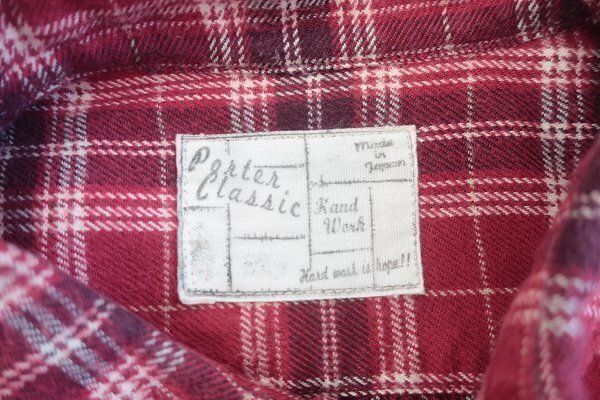 Porter
Classic
Made
in
Japan
Hand
Work
Hard work is hope!!